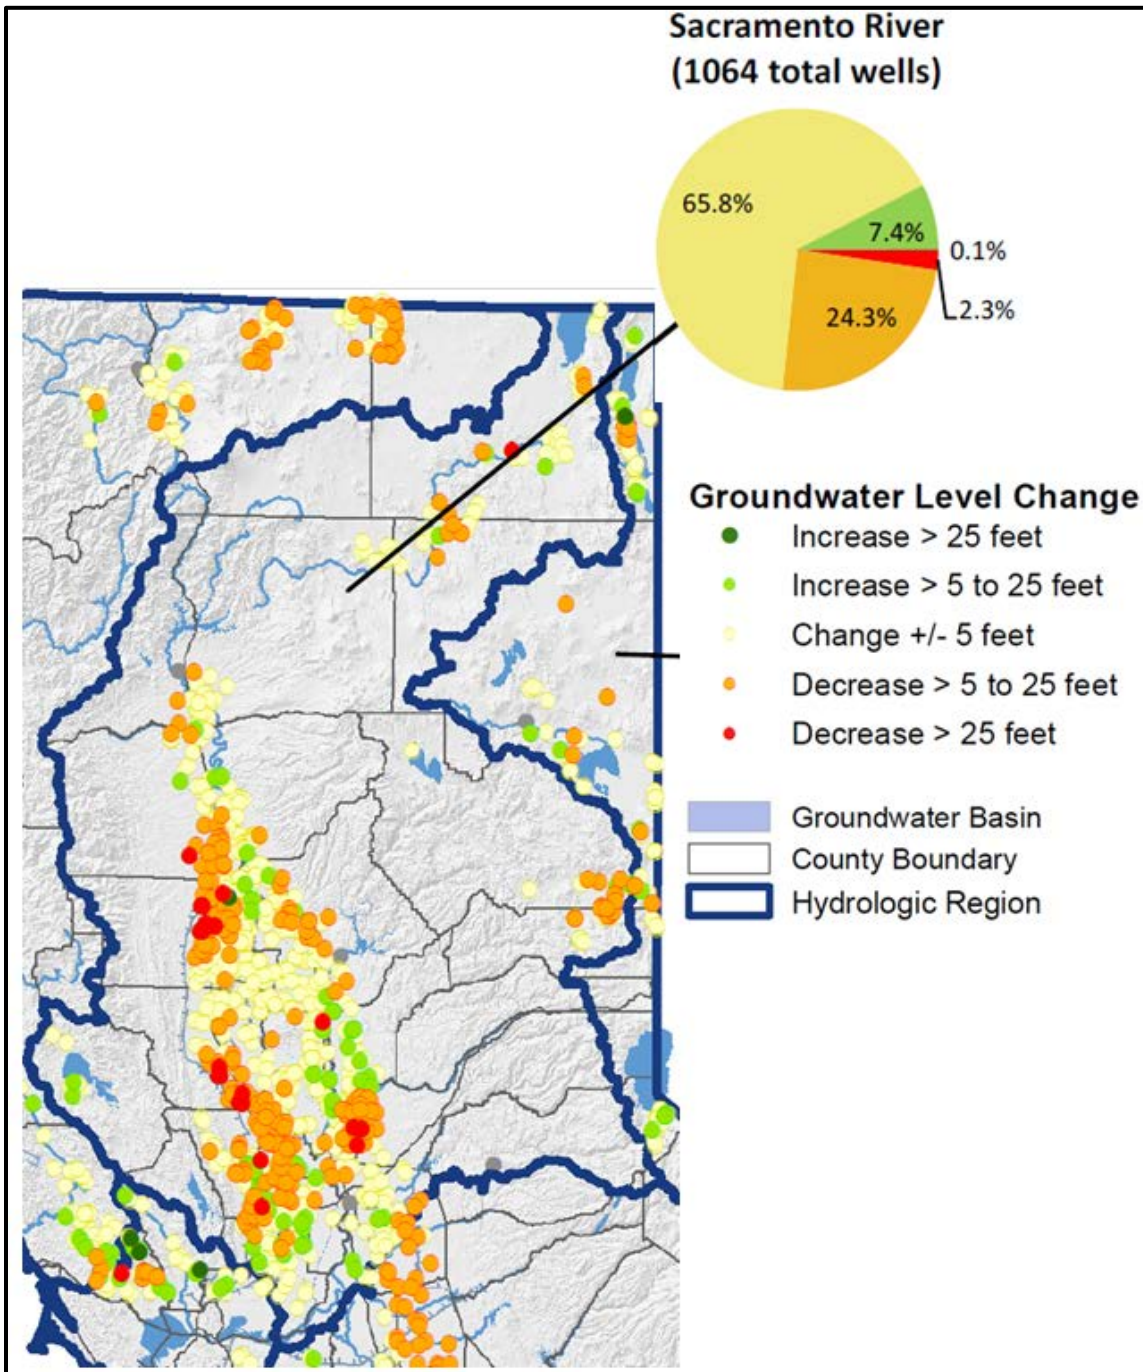 Sacramento River
(1064 total wells)
65.8%
7.4%
0.1%
2.3%
24.3%
Groundwater Level Change
Increase > 25 feet
Increase > 5 to 25 feet
Change +/- 5 feet
Decrease > 5 to 25 feet
Decrease > 25 feet
Groundwater Basin
County Boundary
Hydrologic Region